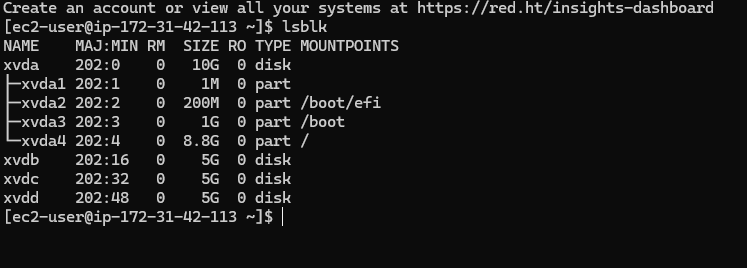 Create an account or view all your systems at https://red.ht/insights-dashboard
[ec2-user@ip-172-31-42-113 ~]$ lsblk
NAME    MAJ:MIN RM  SIZE RO TYPE MOUNTPOINTS
xvda    202:0    0   10G  0 disk
├─xvda1 202:1    0    1M  0 part
├─xvda2 202:2    0  200M  0 part /boot/efi
├─xvda3 202:3    0    1G  0 part /boot
└─xvda4 202:4    0  8.8G  0 part /
xvdb    202:16   0    5G  0 disk
xvdc    202:32   0    5G  0 disk
xvdd    202:48   0    5G  0 disk
[ec2-user@ip-172-31-42-113 ~]$